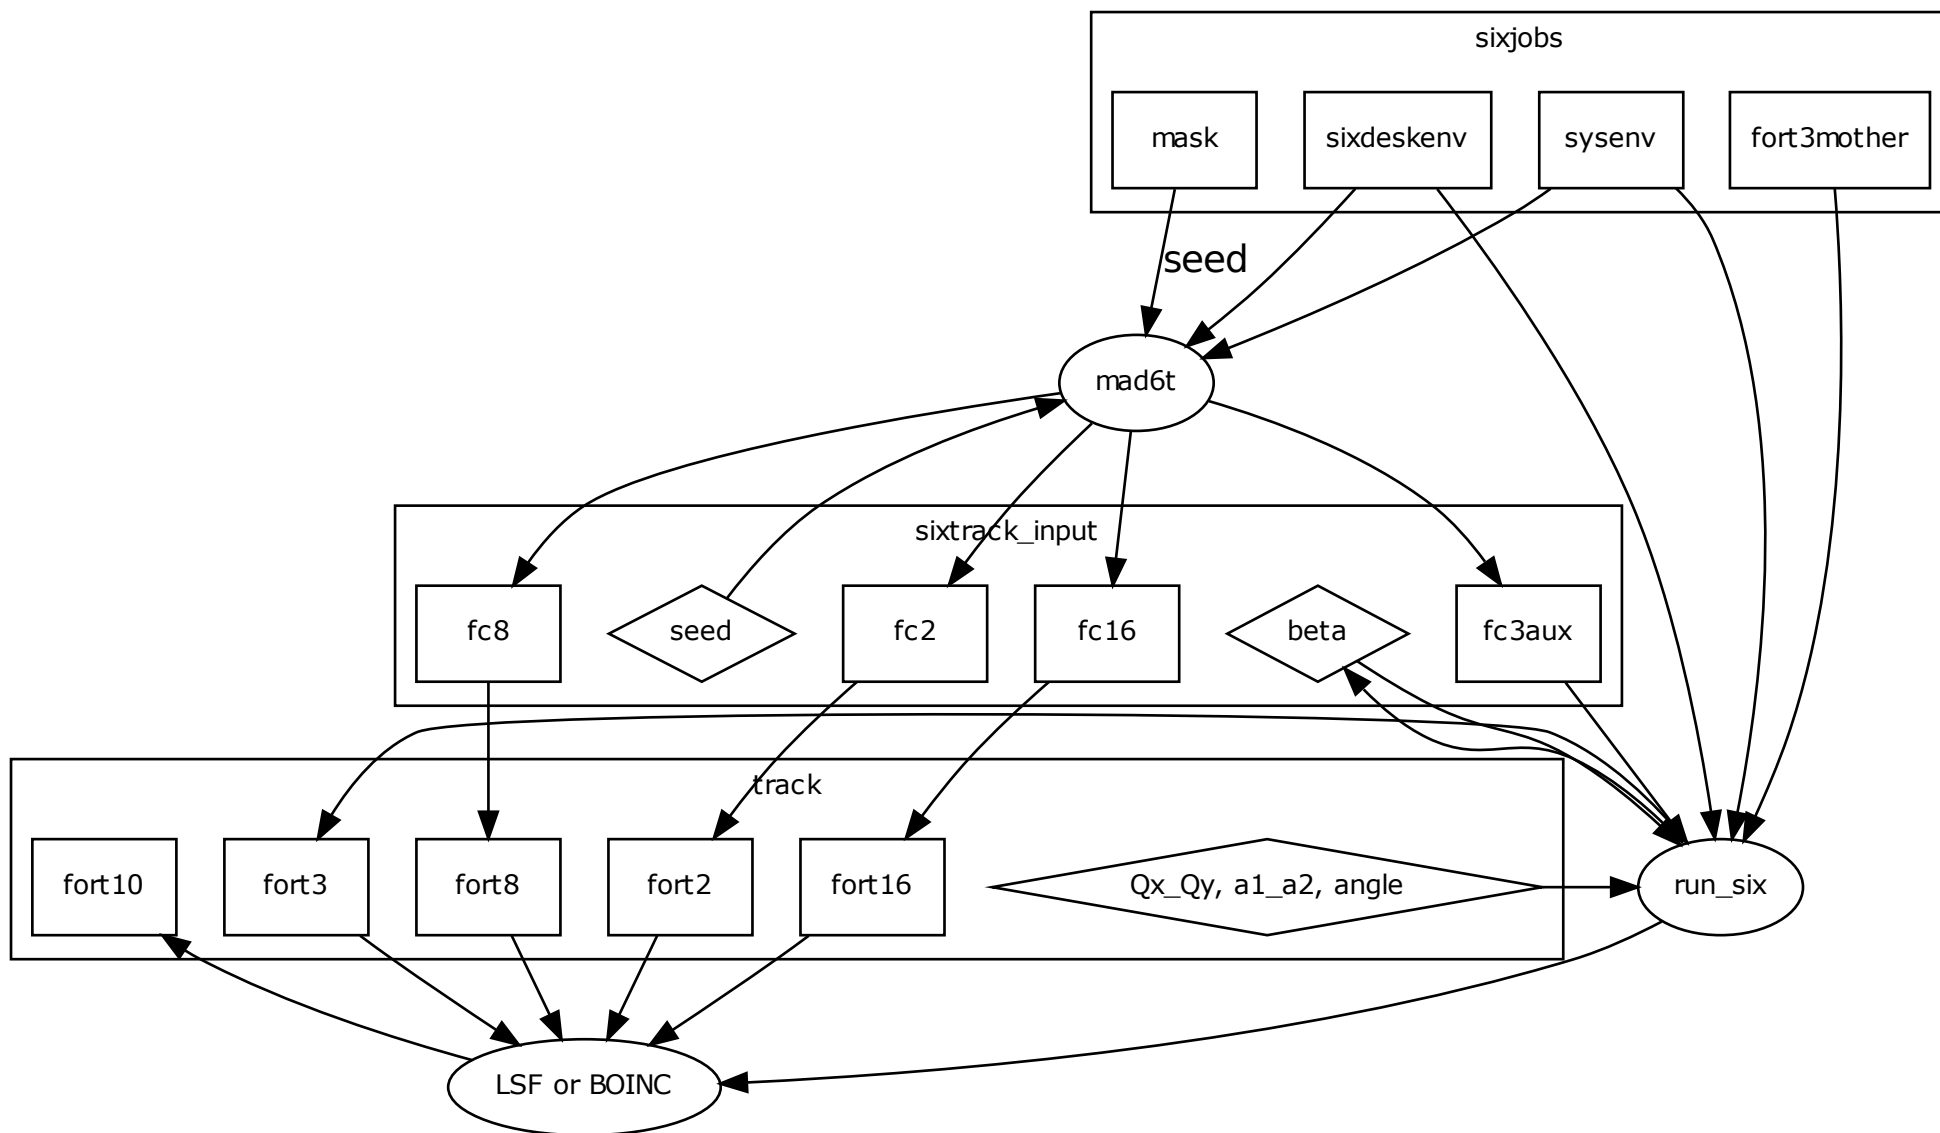 sixjobs
mask
sixdeskenv
sysenv
fort3mother
seed
mad6t
sixtrack_input
fc8
seed
fc2
fc16
beta
fc3aux
track
fort10
fort3
fort8
fort2
fort16
Qx_Qy, a1_a2, angle
run_six
LSF or BOINC